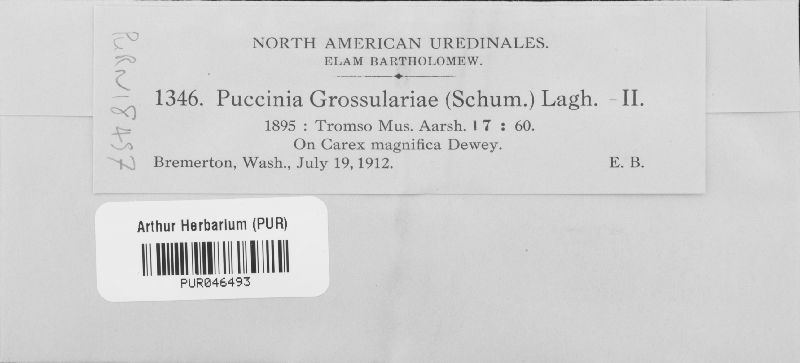 NORTH AMERICAN UREDINALES.
ELAM BARTHOLOMEW.
1346. Puccinia Grossulariae (Schum.) Lagh. - II.
1895 : Tromso Mus. Aarsh. 17 : 60.
On Carex magnifica Dewey.
Bremerton, Wash., July 19, 1912. E. B.
PURN18457
Arthur Herbarium (PUR)
PUR046493